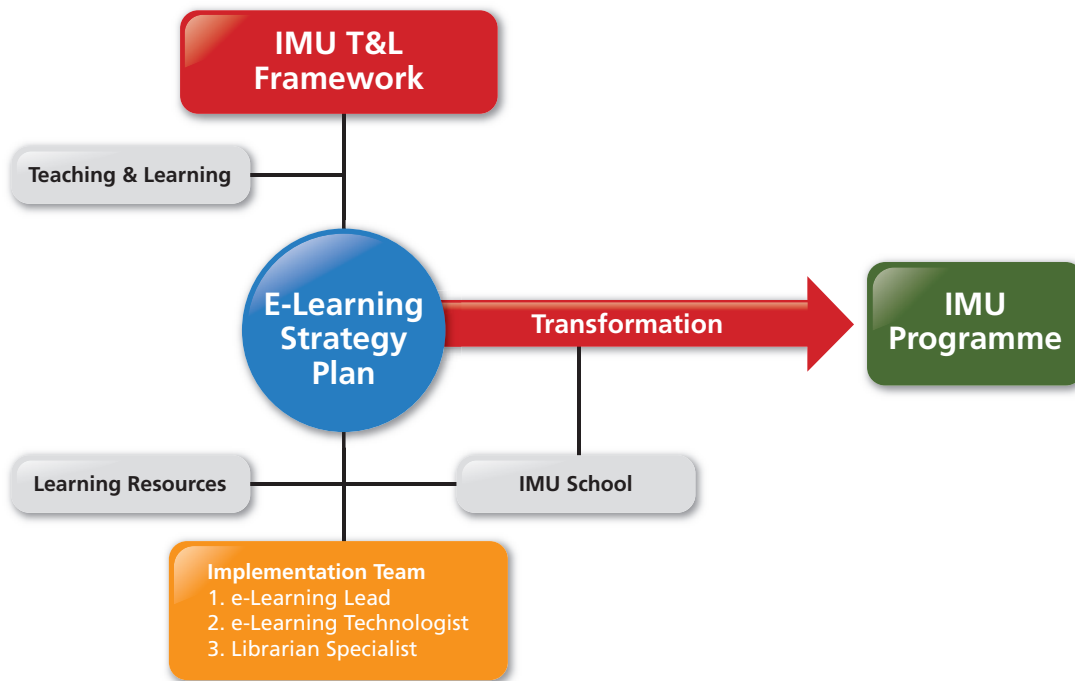 IMU T&L
Framework
Teaching & Learning
E-Learning
Strategy
Plan
Transformation
IMU
Programme
Learning Resources
IMU School
Implementation Team
1. e-Learning Lead
2. e-Learning Technologist
3. Librarian Specialist